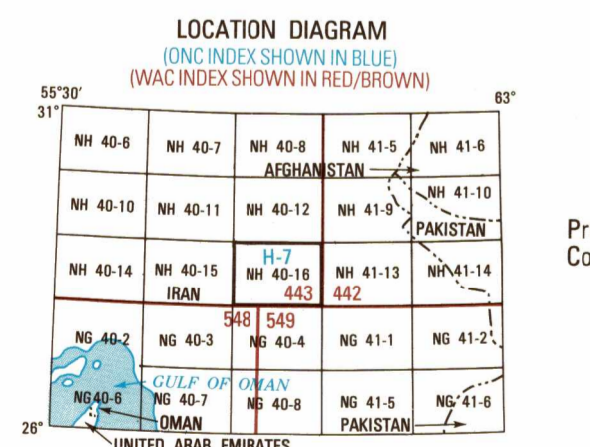 LOCATION DIAGRAM
(ONC INDEX SHOWN IN BLUE)
(WAC INDEX SHOWN IN RED/BROWN)
55°30' 63°
31°
NH 40-6 NH 40-7 NH 40-8 NH 41-5 NH 41-6
AFGHANISTAN
NH 40-10 NH 40-11 NH 40-12 NH 41-9 NH 41-10
PAKISTAN
Pr
Co
H-7
NH 40-14 NH 40-15 NH 40-16 NH 41-13 NH 41-14
IRAN 443 442
548 549
NG 40-2 NG 40-3 NG 40-4 NG 41-1 NG 41-2
GULF OF OMAN
NG 40-6 NG 40-7 NG 40-8 NG 41-5 NG 41-6
26° OMAN PAKISTAN
UNITED ARAB EMIRATES